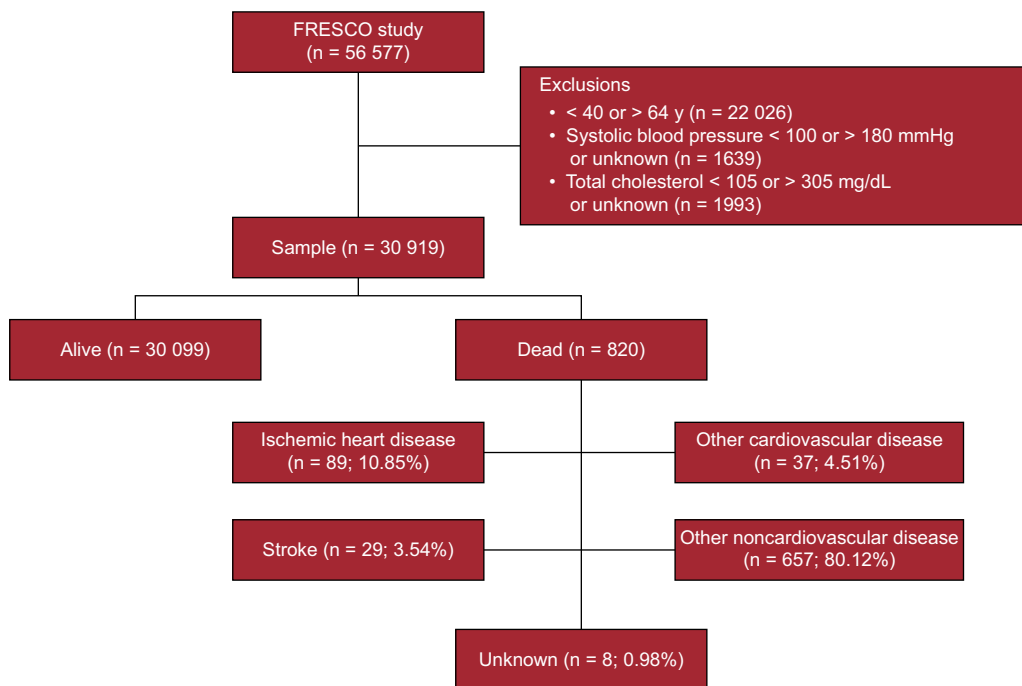 FRESCO study
(n = 56 577)
Exclusions
• < 40 or > 64 y (n = 22 026)
• Systolic blood pressure < 100 or > 180 mmHg
or unknown (n = 1639)
• Total cholesterol < 105 or > 305 mg/dL
or unknown (n = 1993)
Sample (n = 30 919)
Alive (n = 30 099)
Dead (n = 820)
Ischemic heart disease
(n = 89; 10.85%)
Other cardiovascular disease
(n = 37; 4.51%)
Stroke (n = 29; 3.54%)
Other noncardiovascular disease
(n = 657; 80.12%)
Unknown (n = 8; 0.98%)